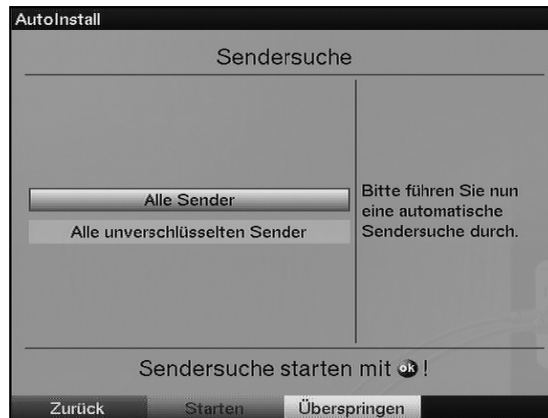 AutoInstall
Sendersuche
Alle Sender
Alle unverschlüsselten Sender
Bitte führen Sie nun
eine automatische
Sendersuche durch.
Sendersuche starten mit ok !
Zurück Starten Überspringen